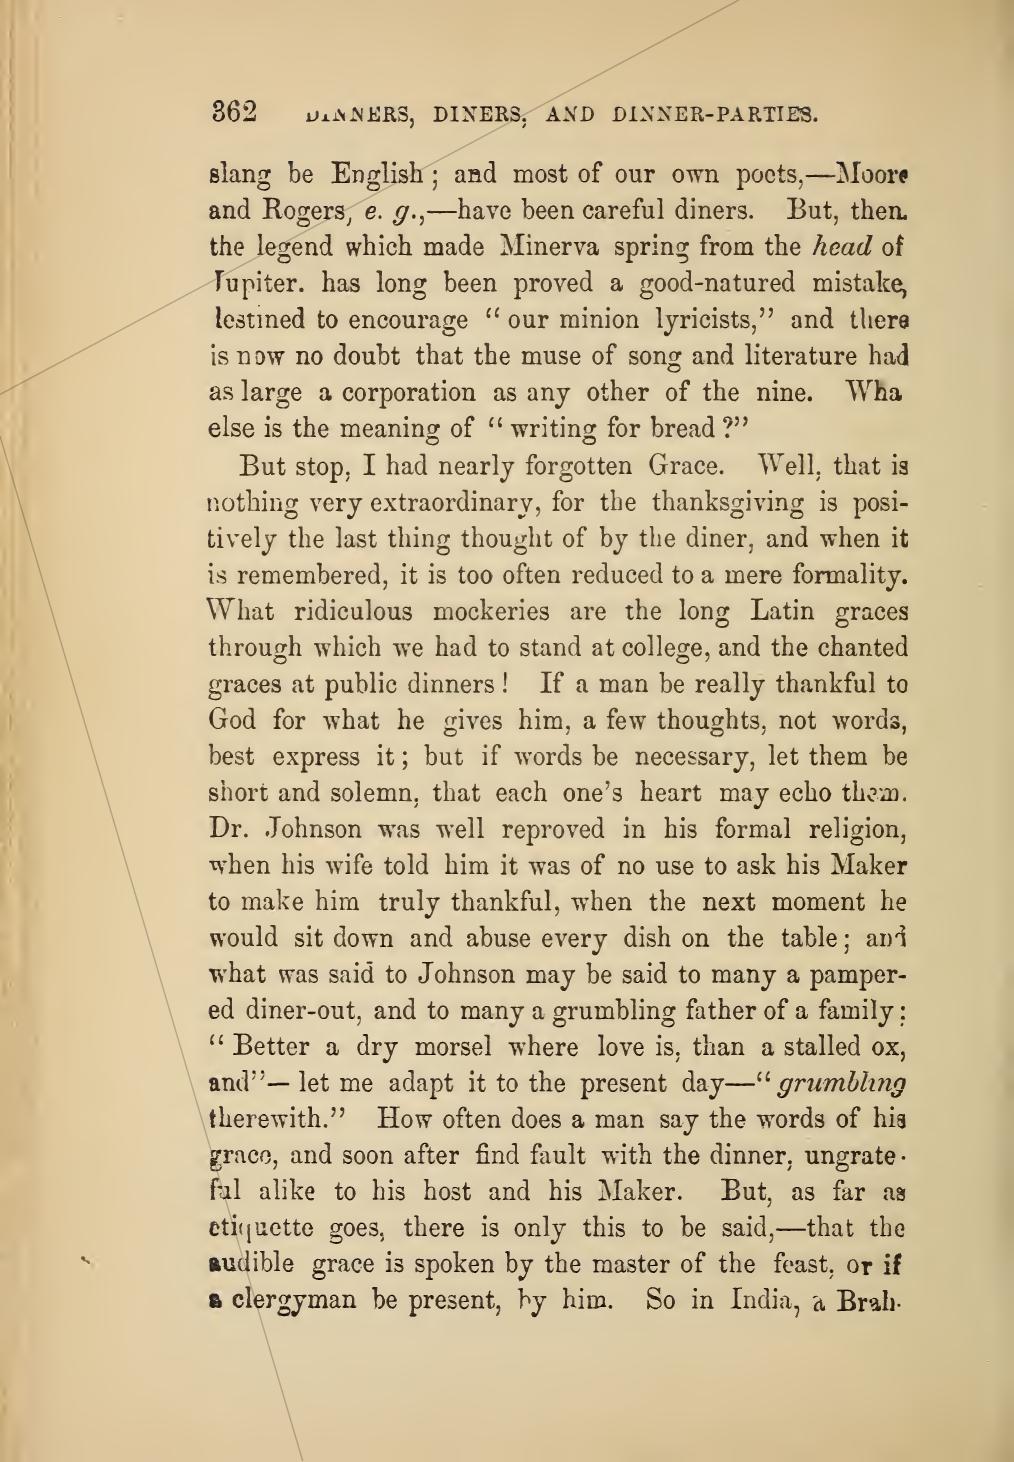 362 DINNERS, DINERS, AND DINNER-PARTIES.
slang be English; and most of our own poets,—Moore
and Rogers, e. g.,—have been careful diners. But, then,
the legend which made Minerva spring from the head of
Jupiter. has long been proved a good-natured mistake,
lestined to encourage “our minion lyricists,” and there
is now no doubt that the muse of song and literature had
as large a corporation as any other of the nine. Wha
else is the meaning of “writing for bread?”
But stop, I had nearly forgotten Grace. Well, that is
nothing very extraordinary, for the thanksgiving is posi-
tively the last thing thought of by the diner, and when it
is remembered, it is too often reduced to a mere formality.
What ridiculous mockeries are the long Latin graces
through which we had to stand at college, and the chanted
graces at public dinners! If a man be really thankful to
God for what he gives him, a few thoughts, not words,
best express it; but if words be necessary, let them be
short and solemn, that each one’s heart may echo them.
Dr. Johnson was well reproved in his formal religion,
when his wife told him it was of no use to ask his Maker
to make him truly thankful, when the next moment he
would sit down and abuse every dish on the table; and
what was said to Johnson may be said to many a pamper-
ed diner-out, and to many a grumbling father of a family:
“Better a dry morsel where love is, than a stalled ox,
and”—let me adapt it to the present day—“grumbling
therewith.” How often does a man say the words of his
grace, and soon after find fault with the dinner, ungrate-
ful alike to his host and his Maker. But, as far as
etiquette goes, there is only this to be said,—that the
audible grace is spoken by the master of the feast, or if
a clergyman be present, by him. So in India, a Brah-